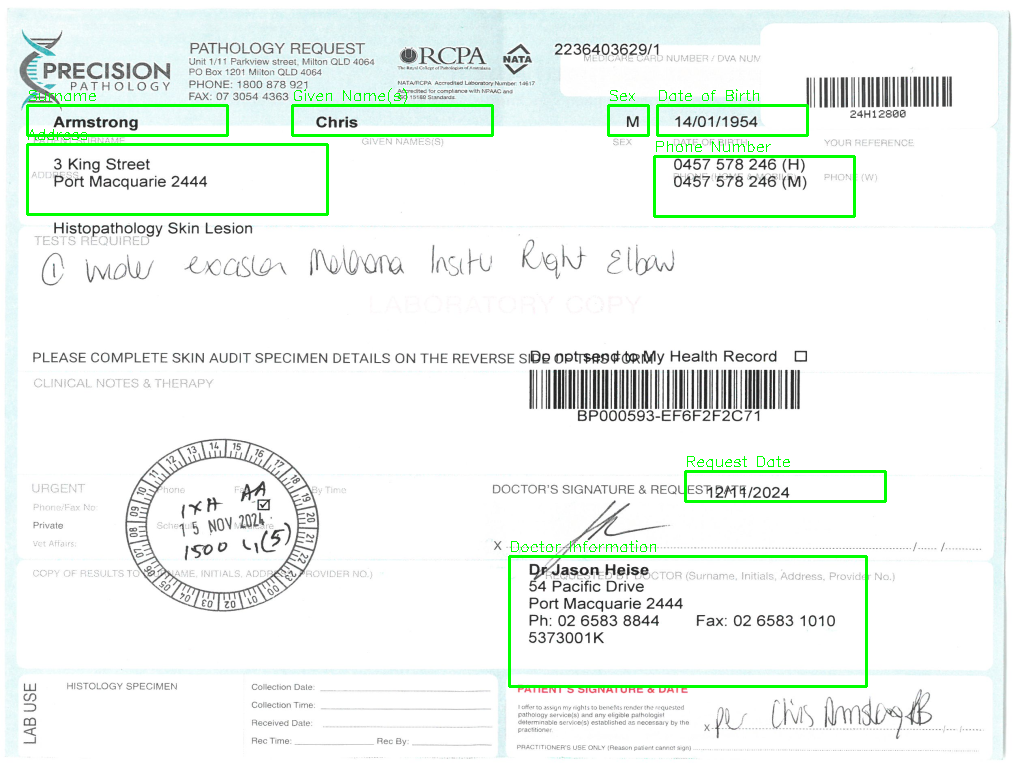 PATHOLOGY REQUEST
Unit 1/11 Parkview street, Milton QLD 4064
PO Box 1201 Milton QLD 4064
PHONE: 1800 878 921
FAX: 07 3054 4363
PRECISION
PATHOLOGY
RCPA
The Royal College of Pathologists of Australasia
NATA
NATA/RCPA Accredited Laboratory Number: 14617
Accredited for compliance with NPAAC and
ISO 15189 Standards
2236403629/1
MEDICARE CARD NUMBER / DVA NUM
24H12800
Surname
Given Name(s)
Sex
Date of Birth
Armstrong
Chris
M
14/01/1954
Address
SURNAME
GIVEN NAMES(S)
SEX
DATE OF BIRTH
YOUR REFERENCE
Phone Number
3 King Street
0457 578 246 (H)
ADDRESS
Port Macquarie 2444
0457 578 246 (M)
PHONE (W)
Histopathology Skin Lesion
TESTS REQUIRED
1 wider excision Melanoma Insitu Right Elbow
LABORATORY COPY
PLEASE COMPLETE SKIN AUDIT SPECIMEN DETAILS ON THE REVERSE SIDE OF THIS FORM
Do not send to My Health Record
CLINICAL NOTES & THERAPY
BP000593-EF6F2F2C71
Request Date
URGENT
Phone
By Time
DOCTOR'S SIGNATURE & REQUEST DATE
12/11/2024
Phone/Fax No:
Private
Vet Affairs:
1XH AA
15 NOV 2024
1500 (5)
X
Doctor Information
COPY OF RESULTS TO
INITIALS,
PROVIDER NO.)
REQUESTED BY DOCTOR (Surname, Initials, Address, Provider No.)
Dr Jason Heise
54 Pacific Drive
Port Macquarie 2444
Ph: 02 6583 8844 Fax: 02 6583 1010
5373001K
LAB USE
HISTOLOGY SPECIMEN
Collection Date:
Collection Time:
Received Date:
Rec Time: Rec By:
PATIENT'S SIGNATURE & DATE
I offer to assign my rights to benefits render the requested
pathology service(s) and any eligible pathologist
determinable service(s) established as necessary by the
practitioner.
X per Chris Armstrong
PRACTITIONER'S USE ONLY (Reason patient cannot sign)